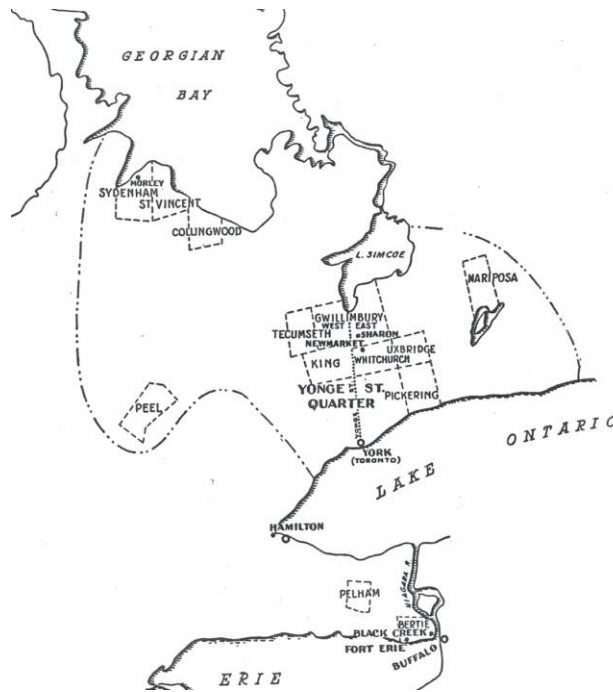 GEORGIAN
BAY
MORLEY
SYDENHAM
ST. VINCENT
COLLINGWOOD
L. SIMCOE
MARIPOSA
GWILLIMBURY
WEST EAST
TECUMSETH
SHARON
NEWMARKET
UXBRIDGE
KING
WHITCHURCH
YONGE ST.
QUARTER
PICKERING
PEEL
YORK
(TORONTO)
LAKE ONTARIO
HAMILTON
NIAGARA R.
PELHAM
BERTIE
BLACK CREEK
FORT ERIE
BUFFALO
ERIE